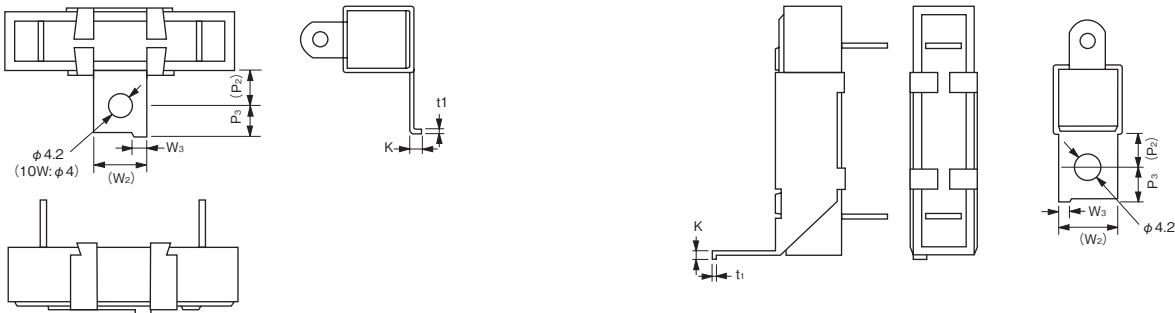 (P2)
P3
φ4.2
(10W:φ4)
W3
(W2)
t1
K
K
t1
(P2)
P3
W3
(W2)
φ4.2